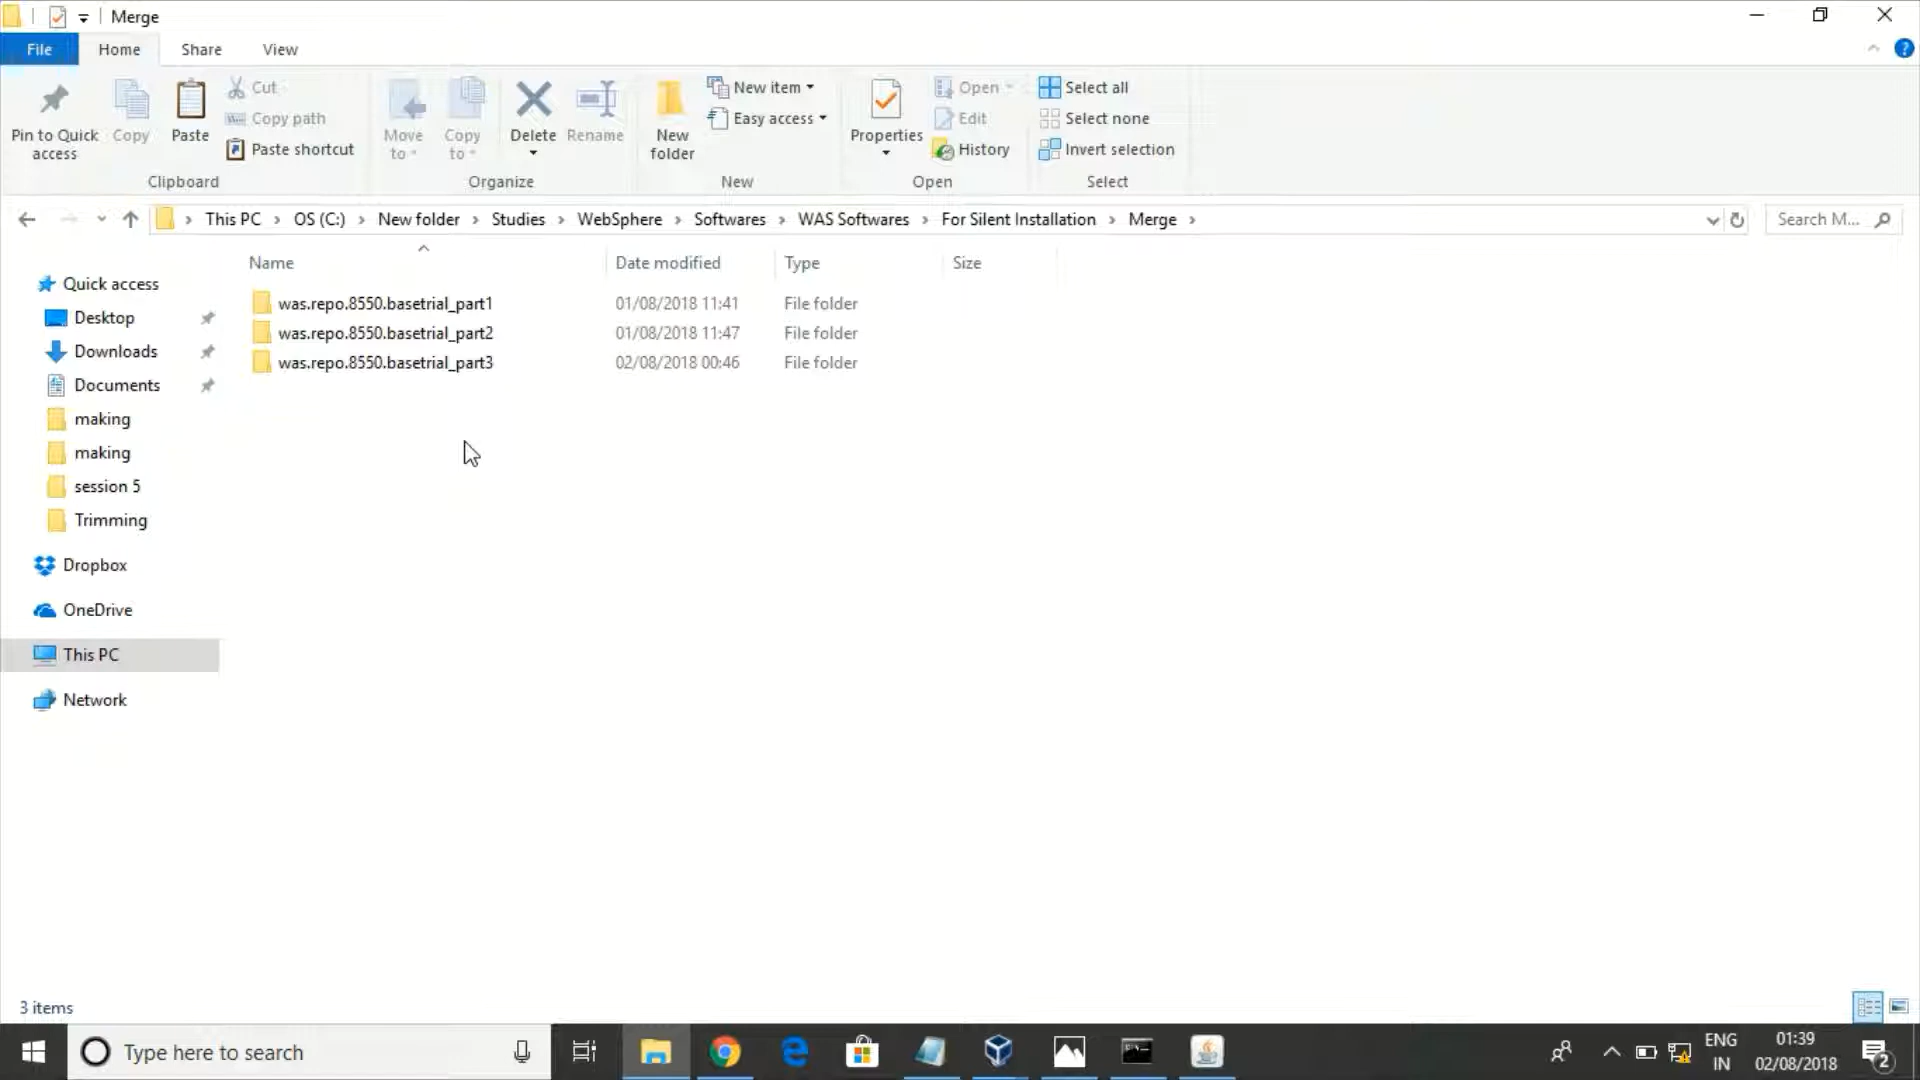 Merge
File Home Share View
Pin to Quick access
Copy
Paste
Cut
Copy path
Paste shortcut
Clipboard
Move to
Copy to
Delete
Rename
Organize
New folder
New item
Easy access
New
Properties
Open
Edit
History
Open
Select all
Select none
Invert selection
Select
This PC > OS (C:) > New folder > Studies > WebSphere > Softwares > WAS Softwares > For Silent Installation > Merge >
Search M...
Name Date modified Type Size
was.repo.8550.basetrial_part1 01/08/2018 11:41 File folder
was.repo.8550.basetrial_part2 01/08/2018 11:47 File folder
was.repo.8550.basetrial_part3 02/08/2018 00:46 File folder
Quick access
Desktop
Downloads
Documents
making
making
session 5
Trimming
Dropbox
OneDrive
This PC
Network
3 items
Type here to search
ENG
IN
01:39
02/08/2018
2